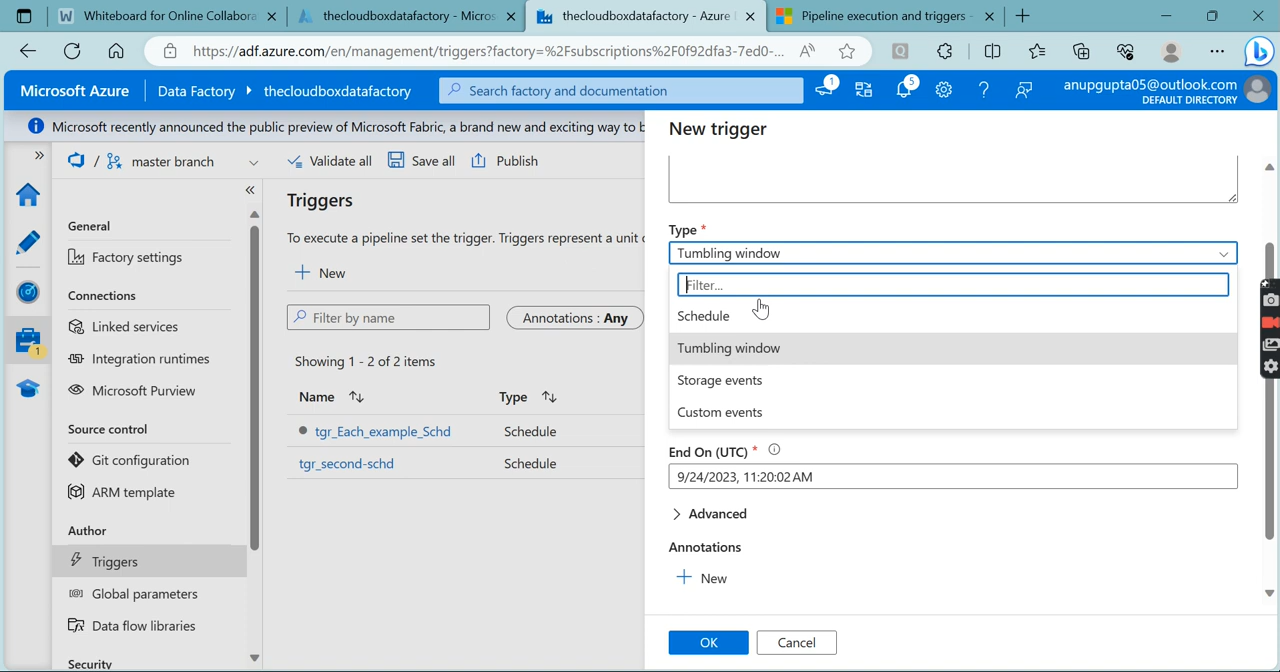 Whiteboard for Online Collabora
thecloudboxdatafactory - Micros
thecloudboxdatafactory - Azure
Pipeline execution and triggers -
https://adf.azure.com/en/management/triggers?factory=%2Fsubscriptions%2F0f92dfa3-7ed0-...
Microsoft Azure
Data Factory
thecloudboxdatafactory
Search factory and documentation
1
5
anupgupta05@outlook.com
DEFAULT DIRECTORY
Microsoft recently announced the public preview of Microsoft Fabric, a brand new and exciting way to b
New trigger
/ master branch
Validate all
Save all
Publish
General
Factory settings
Connections
Linked services
Integration runtimes
Microsoft Purview
Source control
Git configuration
ARM template
Author
Triggers
Global parameters
Data flow libraries
Security
1
Triggers
To execute a pipeline set the trigger. Triggers represent a unit o
New
Filter by name
Annotations : Any
Showing 1 - 2 of 2 items
Name
Type
tgr_Each_example_Schd
Schedule
tgr_second-schd
Schedule
Type *
Tumbling window
Filter...
Schedule
Tumbling window
Storage events
Custom events
End On (UTC) *
9/24/2023, 11:20:02 AM
Advanced
Annotations
New
OK
Cancel